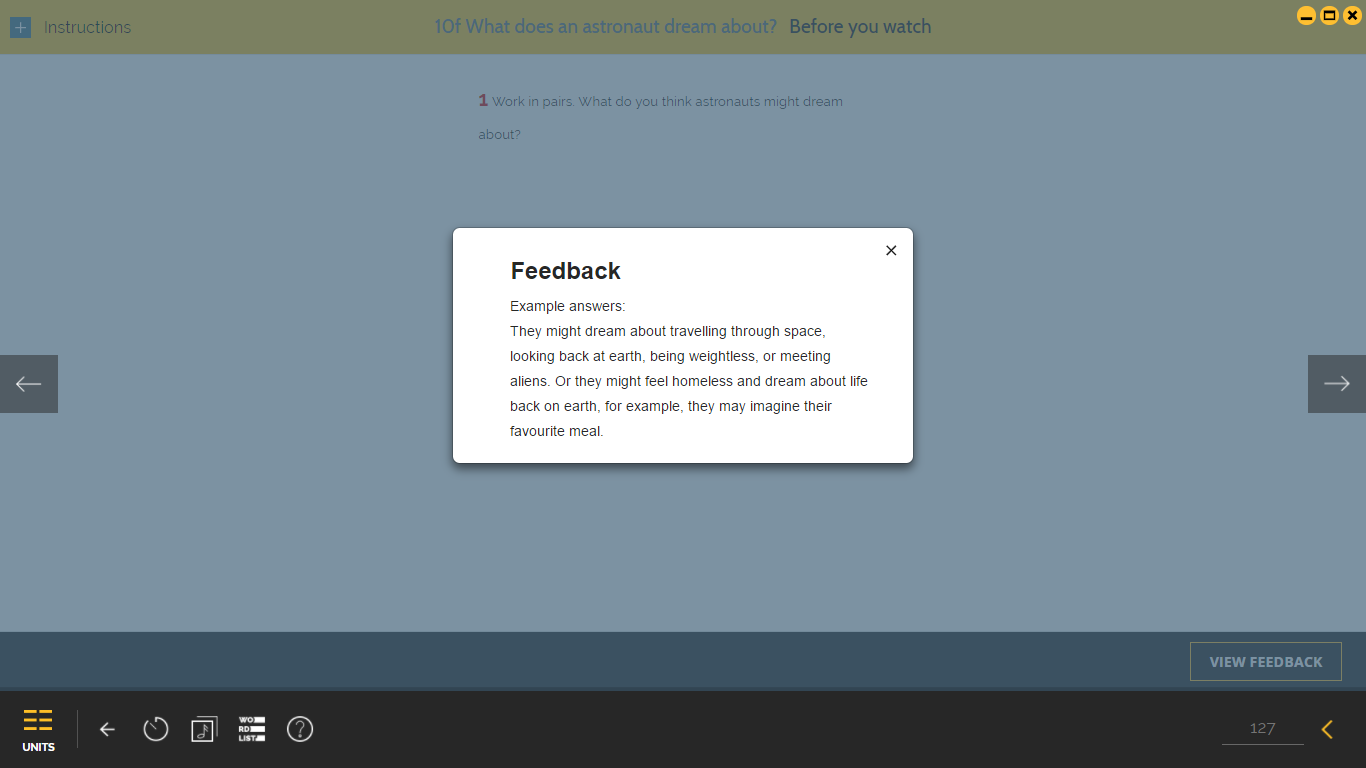 Instructions
10f What does an astronaut dream about? Before you watch
1 Work in pairs. What do you think astronauts might dream
about?
Feedback
Example answers:
They might dream about travelling through space,
looking back at earth, being weightless, or meeting
aliens. Or they might feel homeless and dream about life
back on earth, for example, they may imagine their
favourite meal.
VIEW FEEDBACK
UNITS
WO
RD
LIST
127